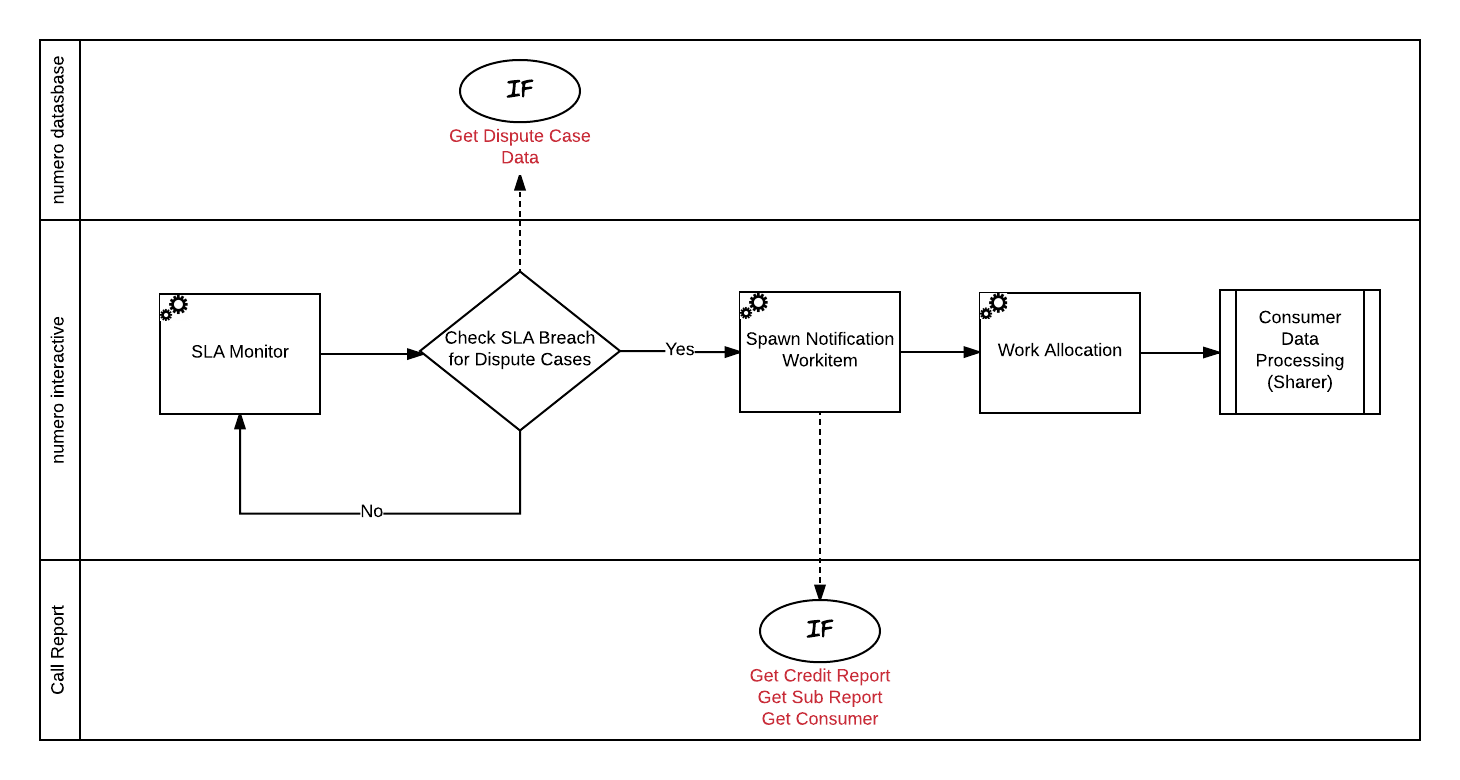 numero datasbase
IF
Get Dispute Case
Data
numero interactive
SLA Monitor
Check SLA Breach
for Dispute Cases
Yes
Spawn Notification
Workitem
Work Allocation
Consumer
Data
Processing
(Sharer)
No
Call Report
IF
Get Credit Report
Get Sub Report
Get Consumer